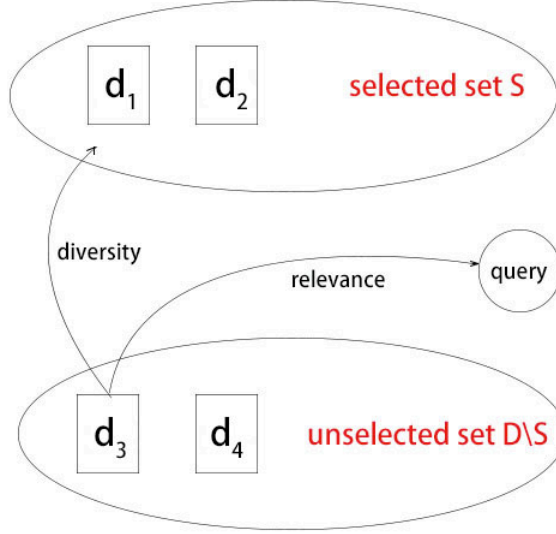 d₁ d₂ selected set S
diversity
relevance
query
d₃ d₄ unselected set D\S